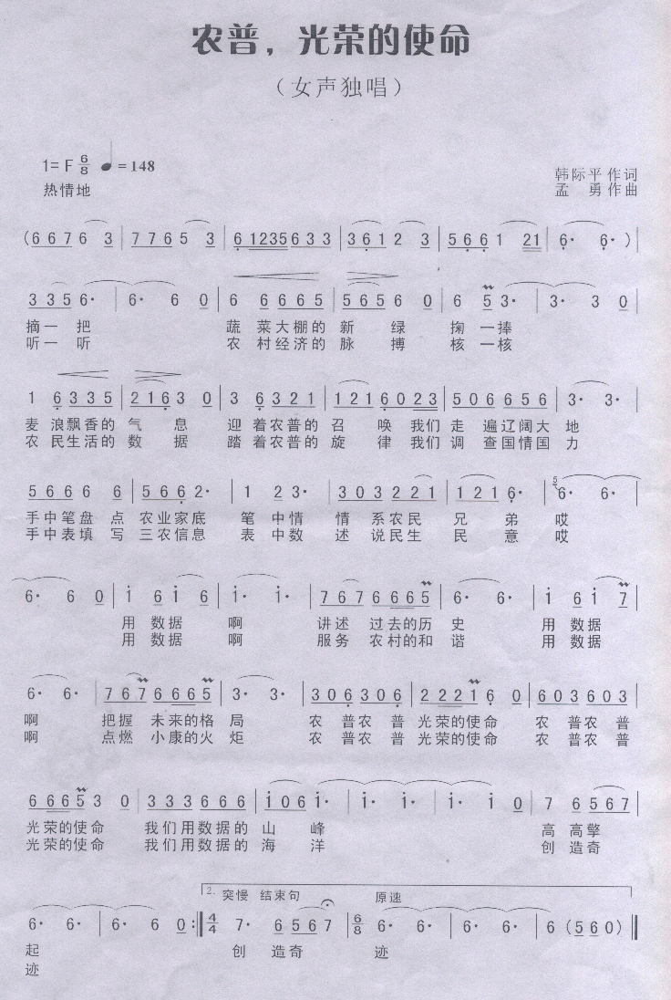 农普，光荣的使命
（女声独唱）
1= F 6/8 ♩ = 148
韩际平 作词
热情地
孟 勇 作曲
(6 6 7 6 3 | 7 7 6 5 3 | 6 1235 6 3 3 | 3 6 1 2 3 | 5 6 6 1 21 | 6· 6· ) |
3 3 5 6· | 6· 6 0 | 6 6 6 6 5 | 5 6 5 6 0 | 6 5 3· | 3· 3 0 |
摘一 把 蔬 菜大棚的 新 绿 掬 一捧
听一 听 农 村经济的 脉 搏 核 一核
1 6 3 3 5 | 2 1 6 3 0 | 3 6 3 2 1 | 1 2 1 6 0 2 3 | 5 0 6 6 5 6 | 3· 3· |
麦 浪飘香的 气 息 迎 着农普的 召 唤 我们 走 遍辽阔大 地
农 民生活的 数 据 踏 着农普的 旋 律 我们 调 查国情国 力
5 6 6 6 6 6 | 5 6 6 2· | 1 2 3· | 3 0 3 2 2 1 | 1 2 1 6· | 5 6· 6· |
手中笔盘 点 农业家底 笔 中情 情 系农民 兄 弟 哎
手中表填 写 三农信息 表 中数 述 说民生 民 意 哎
6· 6 0 | i 6 i 6 | i· i· | 7 6 7 6 6 6 5 | 6· 6· | i 6 i 7 |
用 数据 啊 讲述 过去的历 史 用 数据
用 数据 啊 服务 农村的和 谐 用 数据
6· 6· | 7 6 7 6 6 6 5 | 3· 3· | 3 0 6 3 0 6 | 2 2 2 1 6 0 | 6 0 3 6 0 3 |
啊 把握 未来的格 局 农 普农 普 光荣的使命 农 普农 普
啊 点燃 小康的火 炬 农 普农 普 光荣的使命 农 普农 普
6 6 6 5 3 0 | 3 3 3 6 6 6 | i 0 6 i· | i· i· | i· i 0 | 7 6 5 6 7 |
光荣的使命 我们用数据的 山 峰 高 高擎
光荣的使命 我们用数据的 海 洋 创 造奇
2. 突慢 结束句 原速
6· 6· | 6· 6 0 :| 4/4 7· 6 5 6 7 | 6/8 6· 6· | 6· 6· | 6 (5 6 0) ‖
起 创 造奇 迹
迹